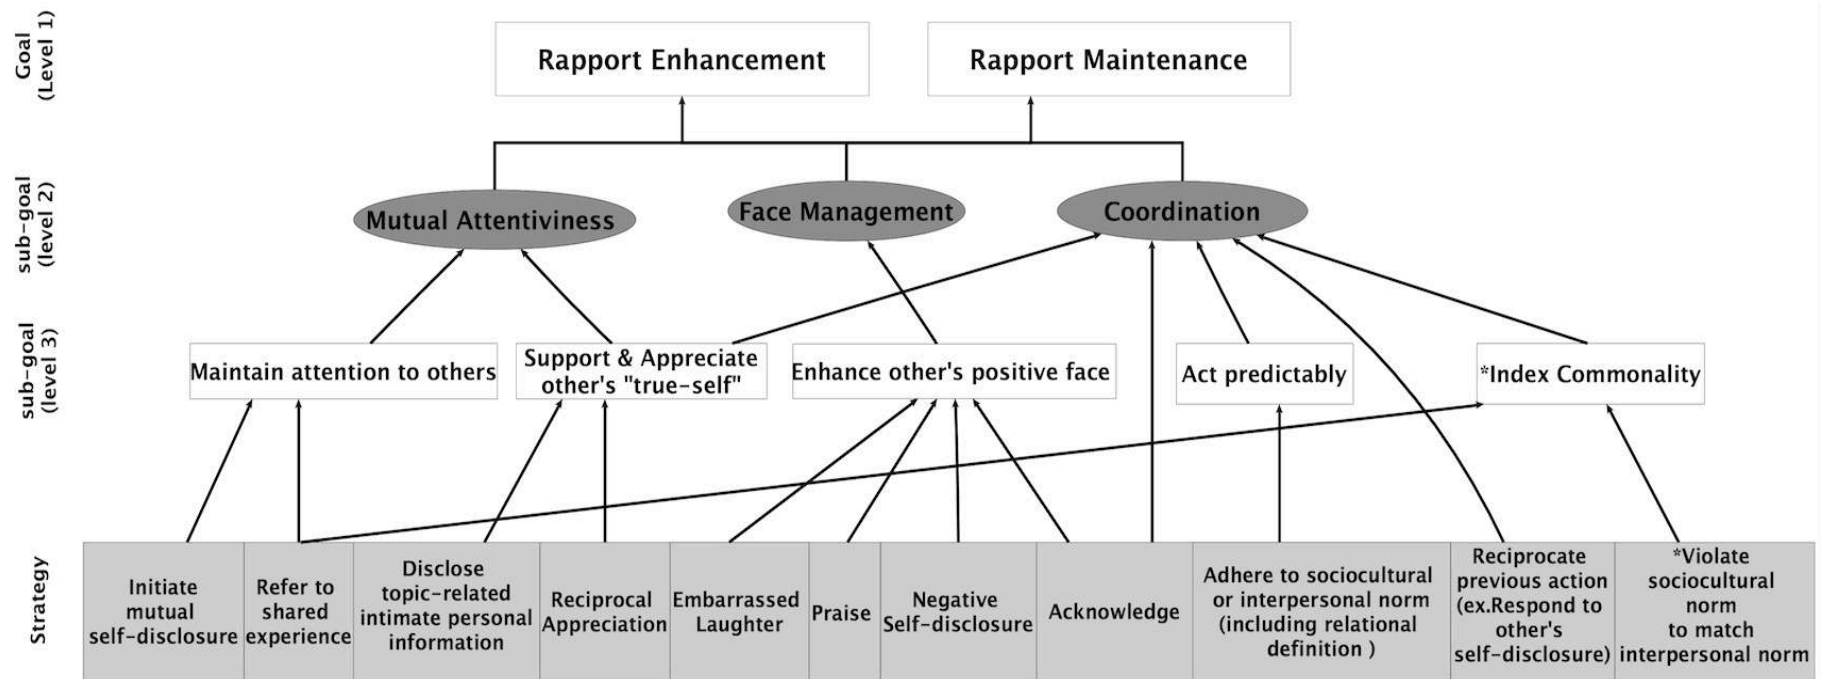 Goal
(Level 1)
Rapport Enhancement
Rapport Maintenance
sub-goal
(level 2)
Mutual Attentiviness
Face Management
Coordination
sub-goal
(level 3)
Maintain attention to others
Support & Appreciate
other's "true-self"
Enhance other's positive face
Act predictably
*Index Commonality
Strategy
Initiate
mutual
self-disclosure
Refer to
shared
experience
Disclose
topic-related
intimate personal
information
Reciprocal
Appreciation
Embarrassed
Laughter
Praise
Negative
Self-disclosure
Acknowledge
Adhere to sociocultural
or interpersonal norm
(including relational
definition )
Reciprocate
previous action
(ex.Respond to
other's
self-disclosure)
*Violate
sociocultural
norm
to match
interpersonal norm